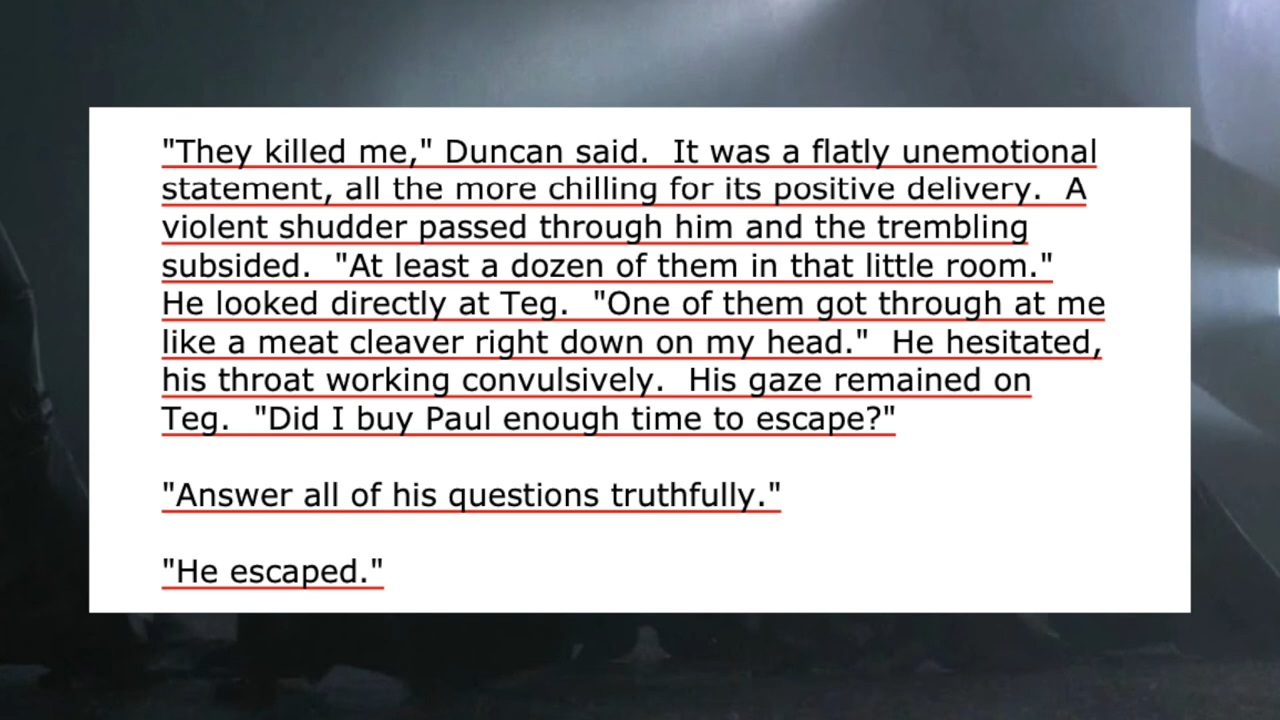 "They killed me," Duncan said.  It was a flatly unemotional
statement, all the more chilling for its positive delivery.  A
violent shudder passed through him and the trembling
subsided.  "At least a dozen of them in that little room."
He looked directly at Teg.  "One of them got through at me
like a meat cleaver right down on my head."  He hesitated,
his throat working convulsively.  His gaze remained on
Teg.  "Did I buy Paul enough time to escape?"
"Answer all of his questions truthfully."
"He escaped."